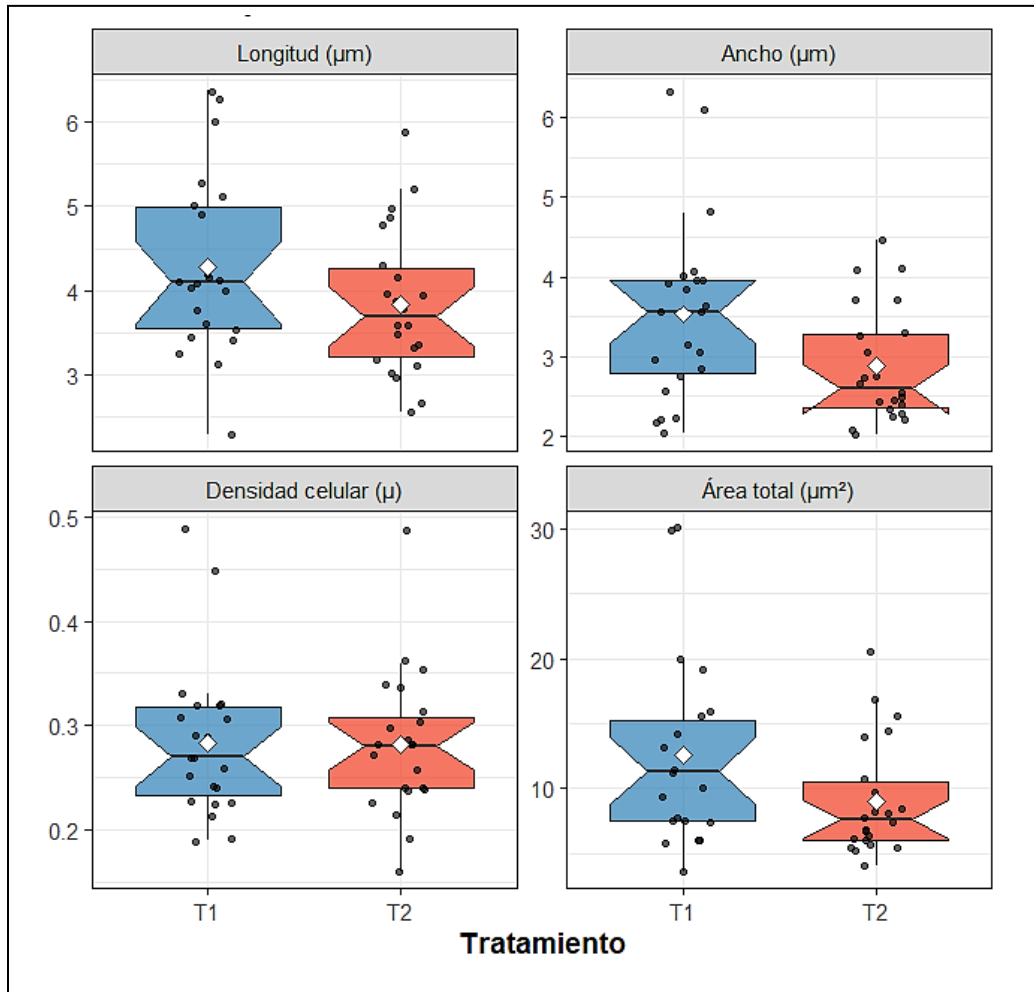 Longitud (µm)
Ancho (µm)
6
5
4
3
6
5
4
3
2
Densidad celular (µ)
Área total (µm²)
0.5
0.4
0.3
0.2
30
20
10
T1
T2
T1
T2
Tratamiento